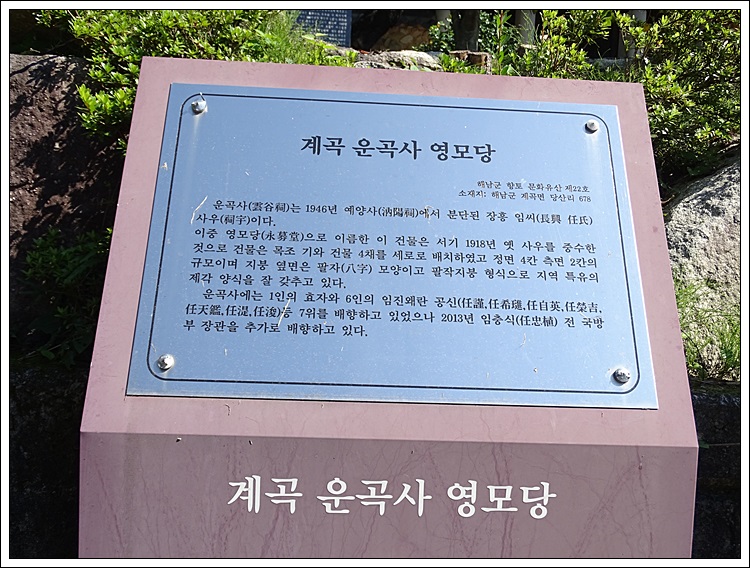 계곡 운곡사 영모당
해남군 향토 문화유산 제22호
소재지: 해남군 계곡면 당산리 678
운곡사(雲谷祠)는 1946년 예양사(汭陽祠)에서 분단된 장흥 임씨(長興 任氏)
사우(祠宇)이다.
이중 영모당(永募堂)으로 이름한 이 건물은 서기 1918년 옛 사우를 중수한
것으로 건물은 목조 기와 건물 4채를 세로로 배치하였고 정면 4칸 측면 2칸의
규모이며 지붕 옆면은 팔자(八字) 모양이고 팔작지붕 형식으로 지역 특유의
제각 양식을 잘 갖추고 있다.
운곡사에는 1인의 효자와 6인의 임진왜란 공신(任謹,任希璡,任自英,任榮吉,
任天鑑,任湜,任浚)등 7위를 배향하고 있었으나 2013년 임충식(任忠植) 전 국방
부 장관을 추가로 배향하고 있다.
계곡 운곡사 영모당